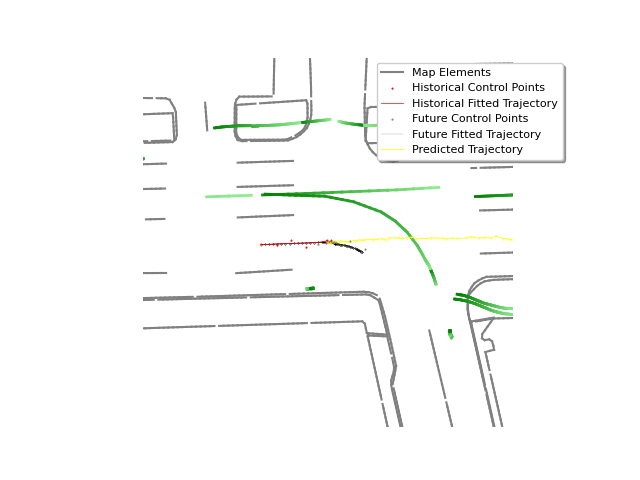 Map Elements
Historical Control Points
Historical Fitted Trajectory
Future Control Points
Future Fitted Trajectory
Predicted Trajectory